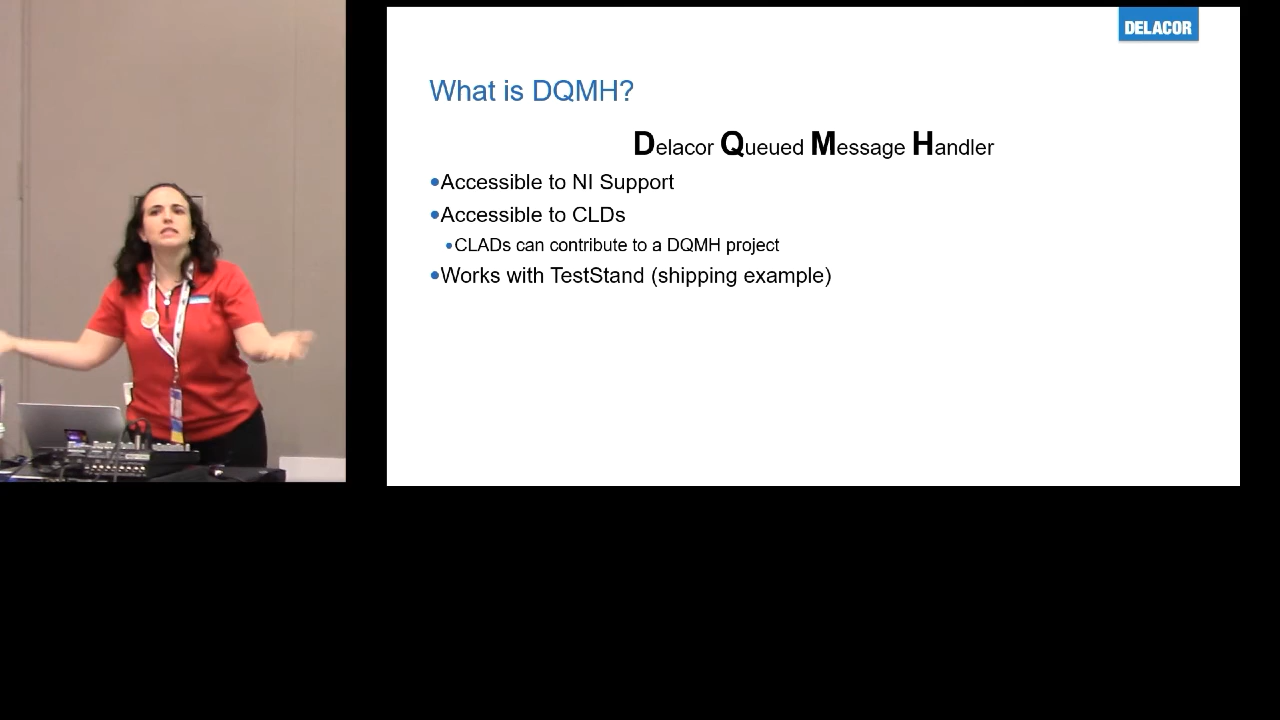 DELACOR
What is DQMH?
Delacor Queued Message Handler
•Accessible to NI Support
•Accessible to CLDs
•CLADs can contribute to a DQMH project
•Works with TestStand (shipping example)